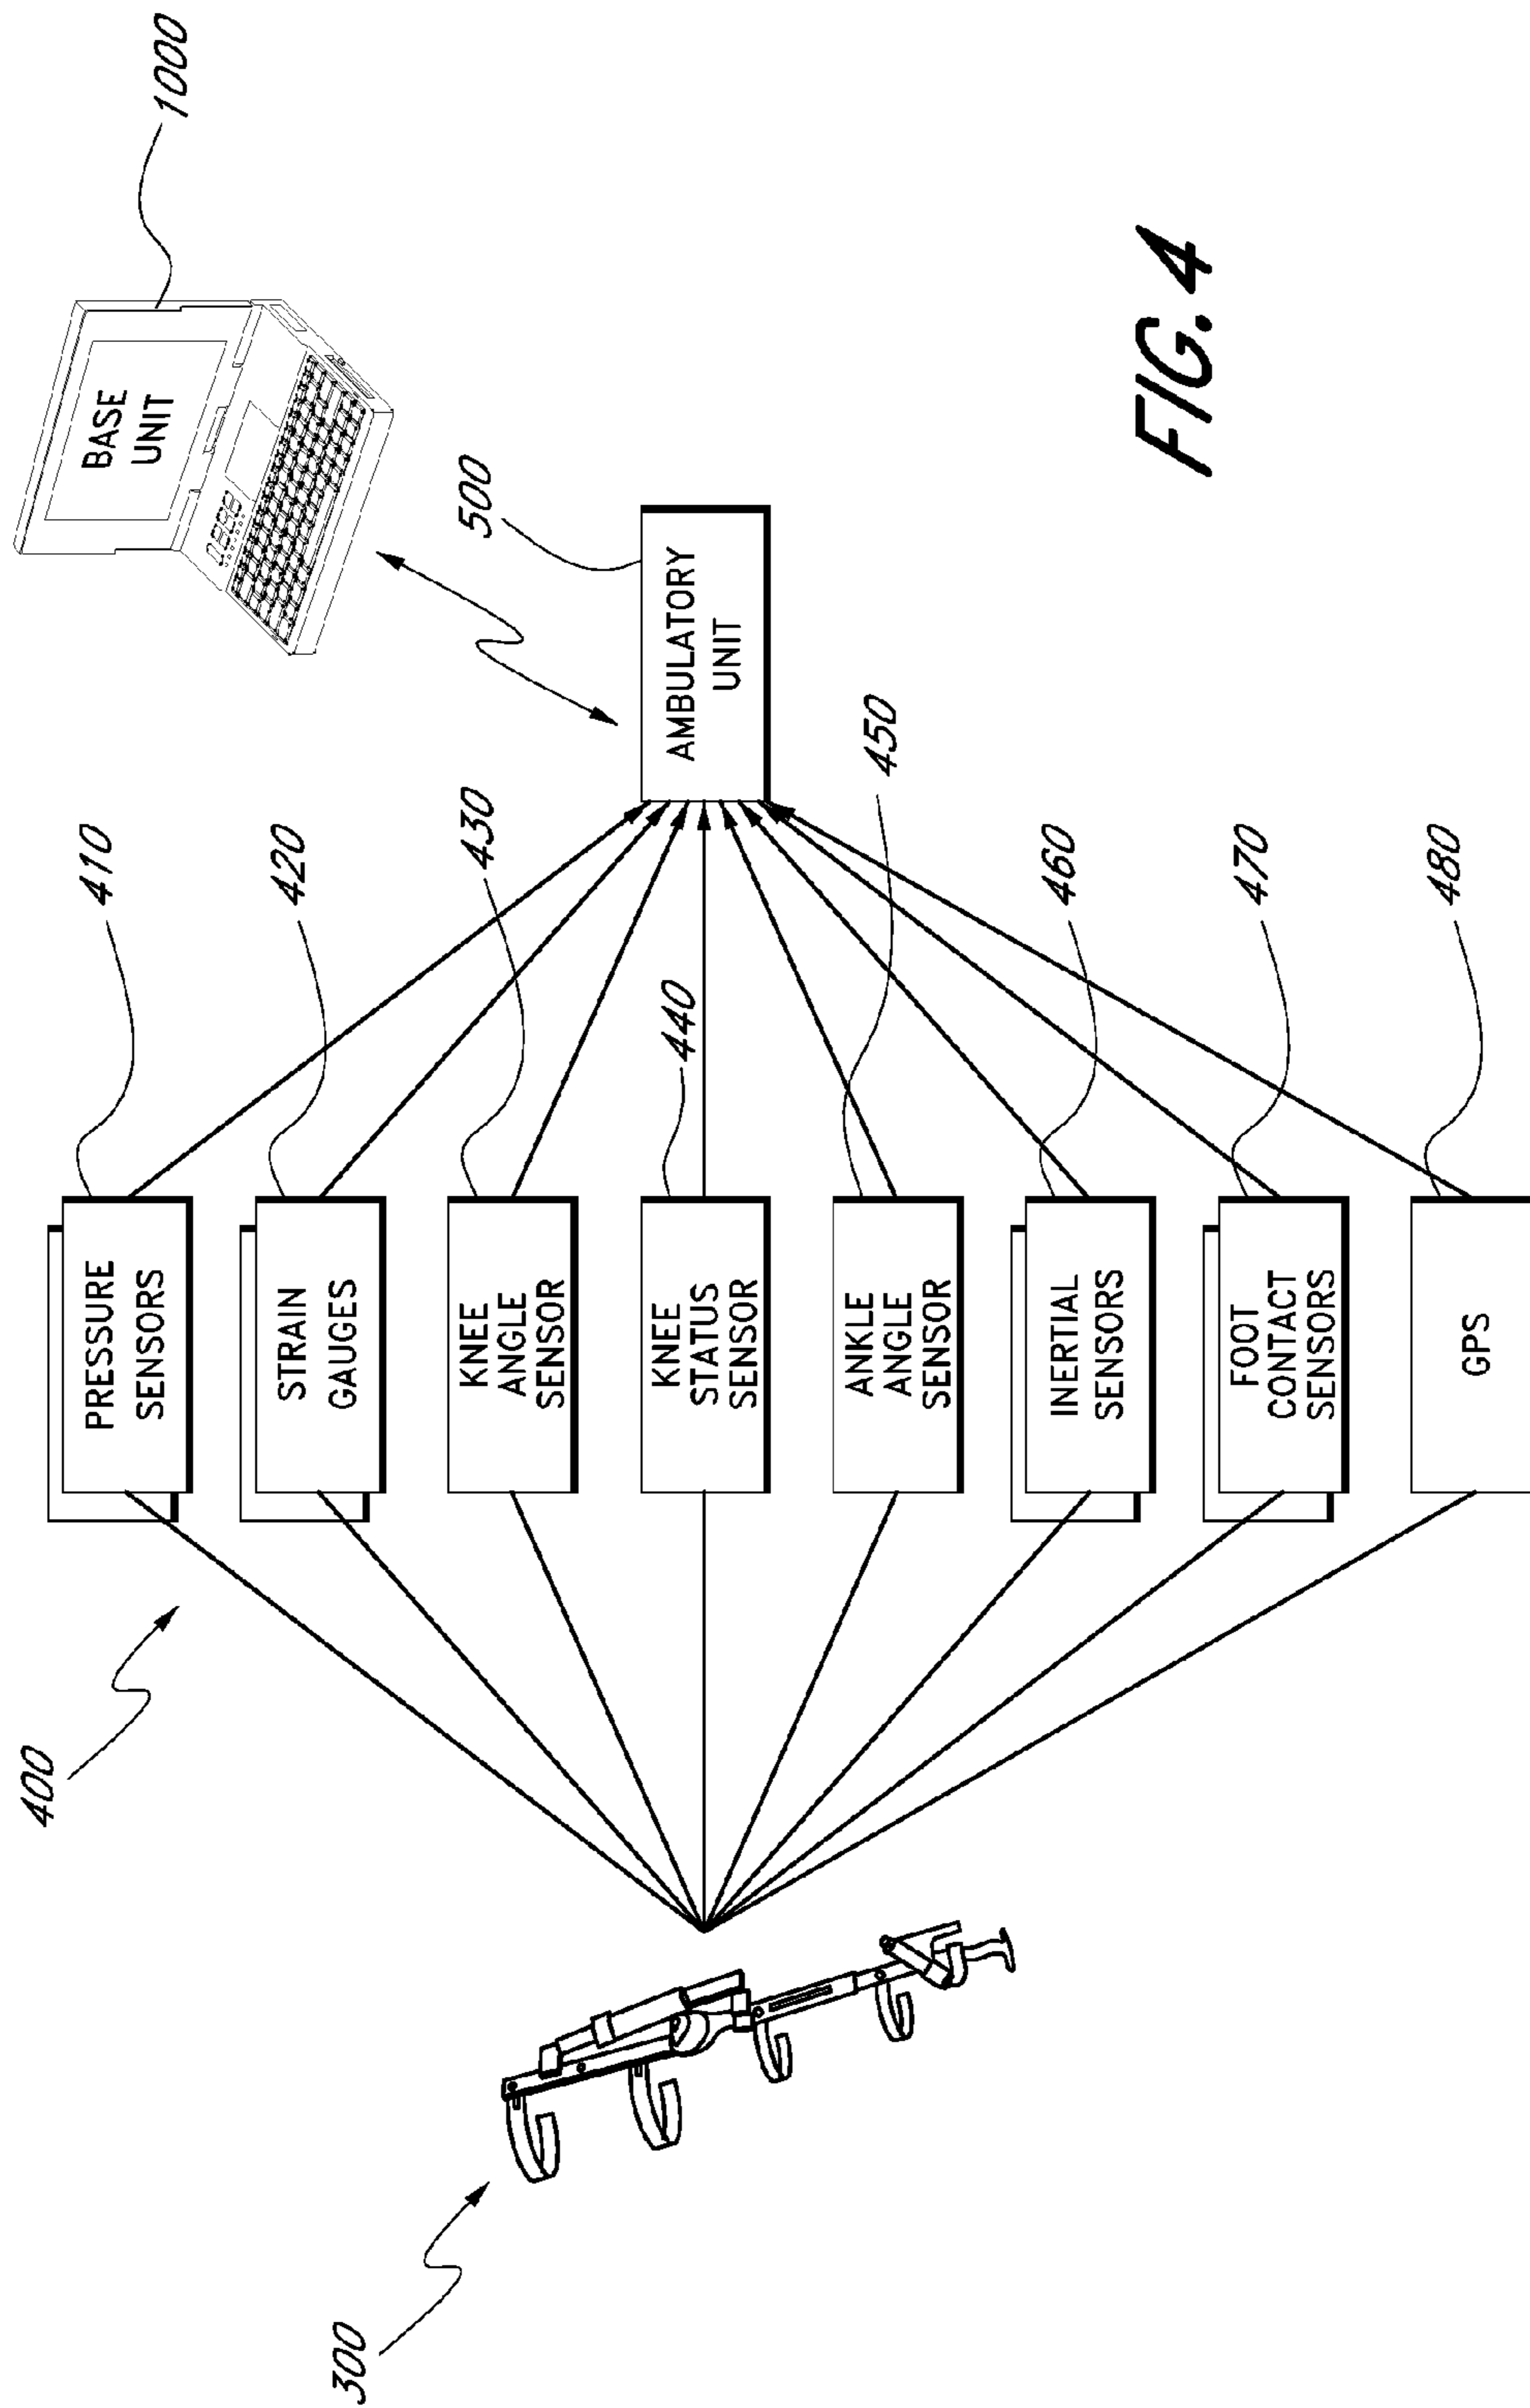 300
400
PRESSURE
SENSORS
410
STRAIN
GAUGES
420
KNEE
ANGLE
SENSOR
430
KNEE
STATUS
SENSOR
440
ANKLE
ANGLE
SENSOR
450
INERTIAL
SENSORS
460
FOOT
CONTACT
SENSORS
470
GPS
480
AMBULATORY
UNIT
500
BASE
UNIT
1000
FIG. 4